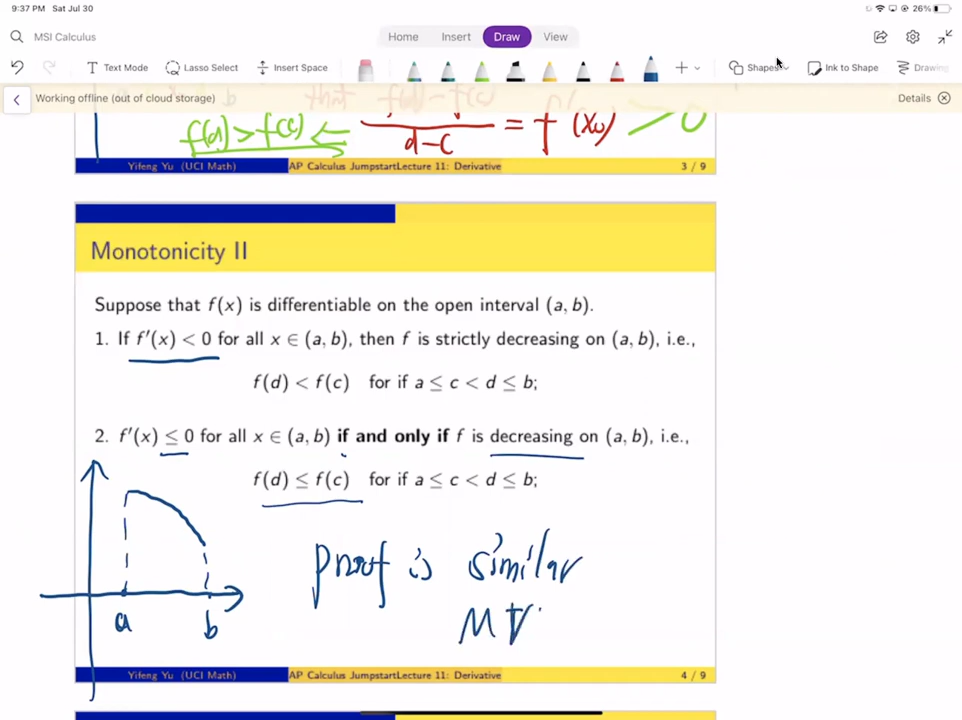 9:37 PM Sat Jul 30
26%
MSI Calculus
Home Insert Draw View
Text Mode Lasso Select Insert Space Shapes Ink to Shape Drawing
Working offline (out of cloud storage) Details
b that
f(d) > f(c) ⇐ d-c = f'(x₀) > 0
Yifeng Yu (UCI Math) AP Calculus JumpstartLecture 11: Derivative 3 / 9
Monotonicity II
Suppose that f(x) is differentiable on the open interval (a, b).
1. If f′(x) < 0 for all x ∈ (a, b), then f is strictly decreasing on (a, b), i.e.,
f(d) < f(c) for if a ≤ c < d ≤ b;
2. f′(x) ≤ 0 for all x ∈ (a, b) if and only if f is decreasing on (a, b), i.e.,
f(d) ≤ f(c) for if a ≤ c < d ≤ b;
proof is similar
MV
a b
Yifeng Yu (UCI Math) AP Calculus JumpstartLecture 11: Derivative 4 / 9